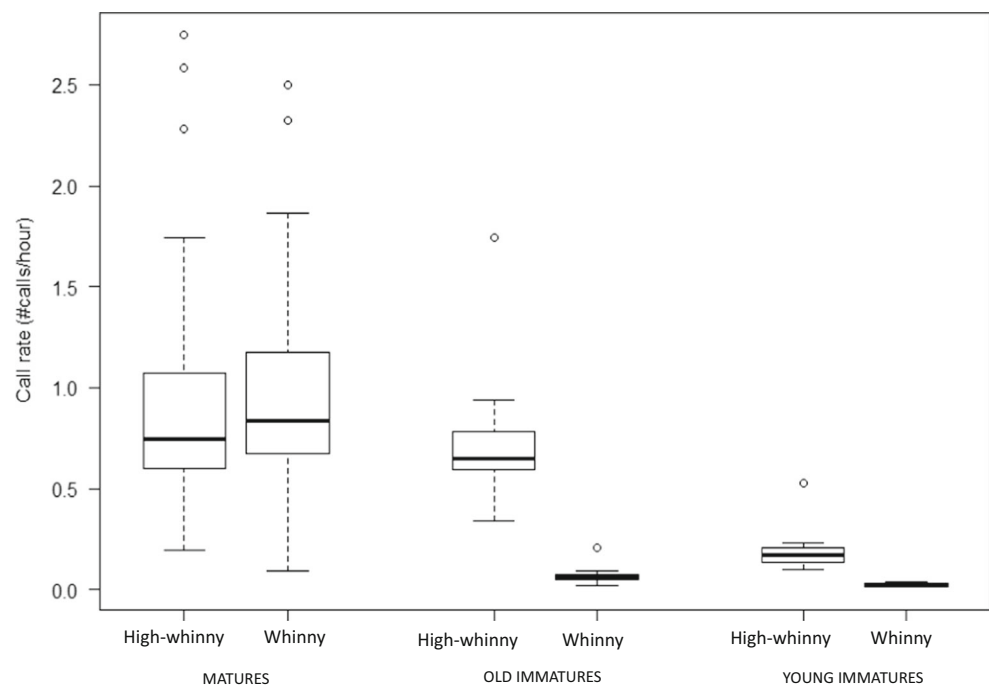 Call rate (#calls/hour)
2.5
2.0
1.5
1.0
0.5
0.0
High-whinny Whinny High-whinny Whinny High-whinny Whinny
MATURES OLD IMMATURES YOUNG IMMATURES